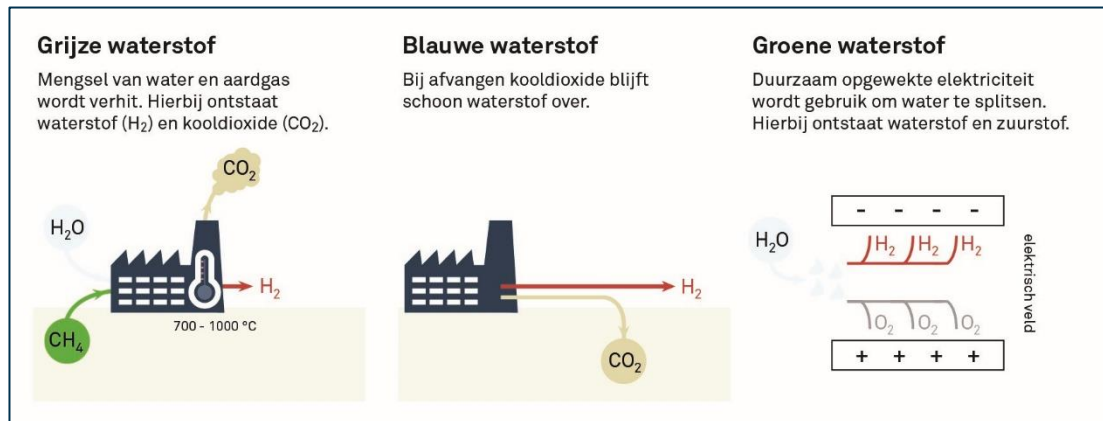 Grijze waterstof
Mengsel van water en aardgas
wordt verhit. Hierbij ontstaat
waterstof (H₂) en kooldioxide (CO₂).
CO₂
H₂O
H₂
CH₄
700 - 1000 °C
Blauwe waterstof
Bij afvangen kooldioxide blijft
schoon waterstof over.
H₂
CO₂
Groene waterstof
Duurzaam opgewekte elektriciteit
wordt gebruik om water te splitsen.
Hierbij ontstaat waterstof en zuurstof.
- - - -
H₂O
H₂ H₂ H₂
O₂ O₂ O₂
+ + + +
elektrisch veld